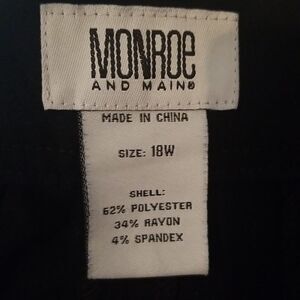 MONROE
AND MAIN®
MADE IN CHINA
SIZE: 18W
SHELL:
62% POLYESTER
34% RAYON
4% SPANDEX